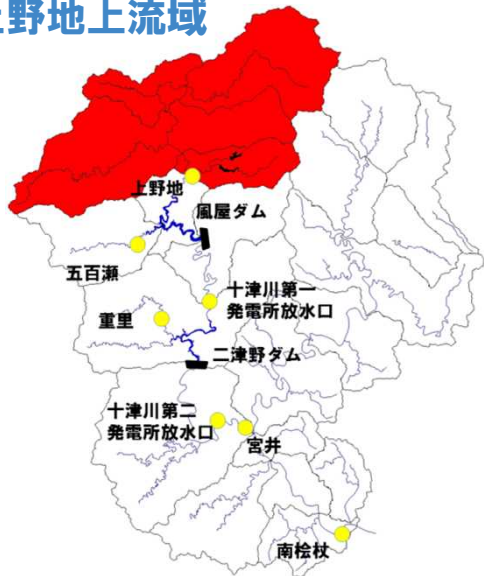 上野地上流域
上野地
風屋ダム
五百瀬
十津川第一
発電所放水口
重里
二津野ダム
十津川第二
発電所放水口
宮井
南桧杖